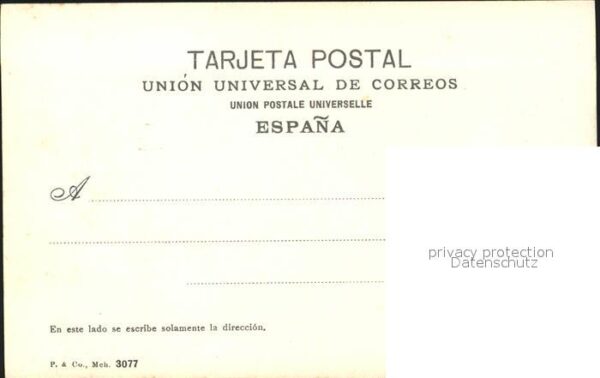 TARJETA POSTAL
UNIÓN UNIVERSAL DE CORREOS
UNION POSTALE UNIVERSELLE
ESPAÑA
A
privacy protection
Datenschutz
En este lado se escribe solamente la dirección.
P. & Co., Mch. 3077